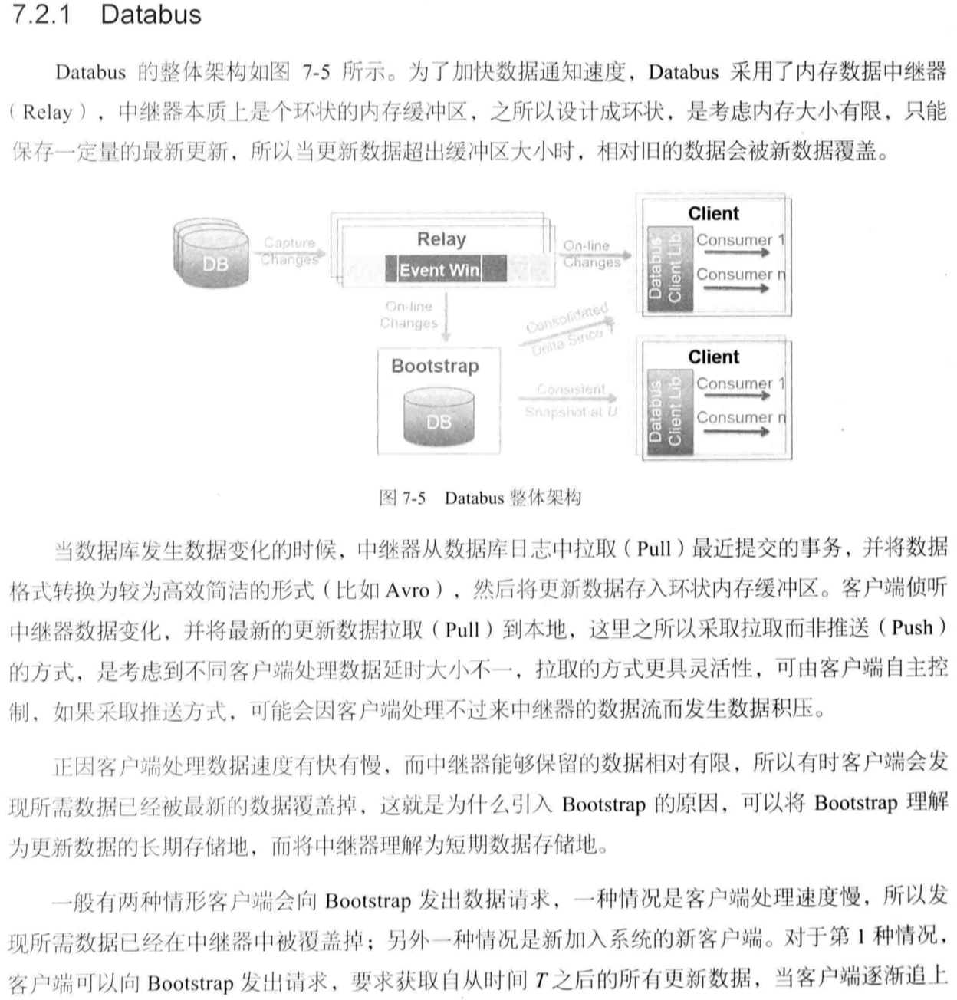 7.2.1 Databus
Databus 的整体架构如图 7-5 所示。为了加快数据通知速度，Databus 采用了内存数据中继器
（Relay），中继器本质上是个环状的内存缓冲区，之所以设计成环状，是考虑内存大小有限，只能
保存一定量的最新更新，所以当更新数据超出缓冲区大小时，相对旧的数据会被新数据覆盖。
DB
Capture
Changes
Relay
Event Win
On-line
Changes
Client
Databus
Client Lib
Consumer 1
Consumer n
On-line
Changes
Consolidated
Delta Since T
Bootstrap
DB
Consistent
Snapshot at U
Client
Databus
Client Lib
Consumer 1
Consumer n
图 7-5 Databus 整体架构
当数据库发生数据变化的时候，中继器从数据库日志中拉取（Pull）最近提交的事务，并将数据
格式转换为较为高效简洁的形式（比如 Avro），然后将更新数据存入环状内存缓冲区。客户端侦听
中继器数据变化，并将最新的更新数据拉取（Pull）到本地，这里之所以采取拉取而非推送（Push）
的方式，是考虑到不同客户端处理数据延时大小不一，拉取的方式更具灵活性，可由客户端自主控
制，如果采取推送方式，可能会因客户端处理不过来中继器的数据流而发生数据积压。
正因客户端处理数据速度有快有慢，而中继器能够保留的数据相对有限，所以有时客户端会发
现所需数据已经被最新的数据覆盖掉，这就是为什么引入 Bootstrap 的原因，可以将 Bootstrap 理解
为更新数据的长期存储地，而将中继器理解为短期数据存储地。
一般有两种情形客户端会向 Bootstrap 发出数据请求，一种情况是客户端处理速度慢，所以发
现所需数据已经在中继器中被覆盖掉；另外一种情况是新加入系统的新客户端。对于第 1 种情况，
客户端可以向 Bootstrap 发出请求，要求获取自从时间 T 之后的所有更新数据，当客户端逐渐追上